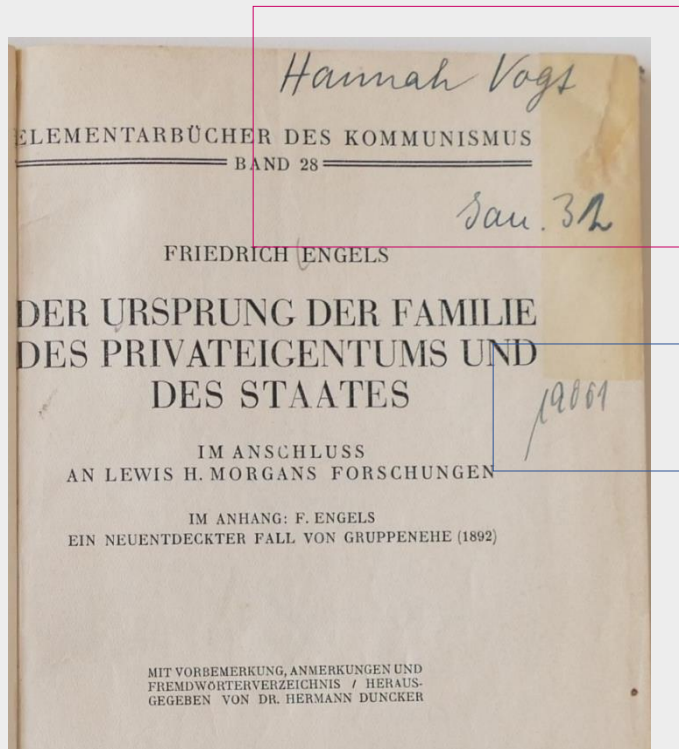 Hannah Vogt
ELEMENTARBÜCHER DES KOMMUNISMUS
BAND 28
Jan. 32
FRIEDRICH ENGELS
DER URSPRUNG DER FAMILIE
DES PRIVATEIGENTUMS UND
DES STAATES
19861
IM ANSCHLUSS
AN LEWIS H. MORGANS FORSCHUNGEN
IM ANHANG: F. ENGELS
EIN NEUENTDECKTER FALL VON GRUPPENEHE (1892)
MIT VORBEMERKUNG, ANMERKUNGEN UND
FREMDWÖRTERVERZEICHNIS / HERAUS-
GEGEBEN VON DR. HERMANN DUNCKER